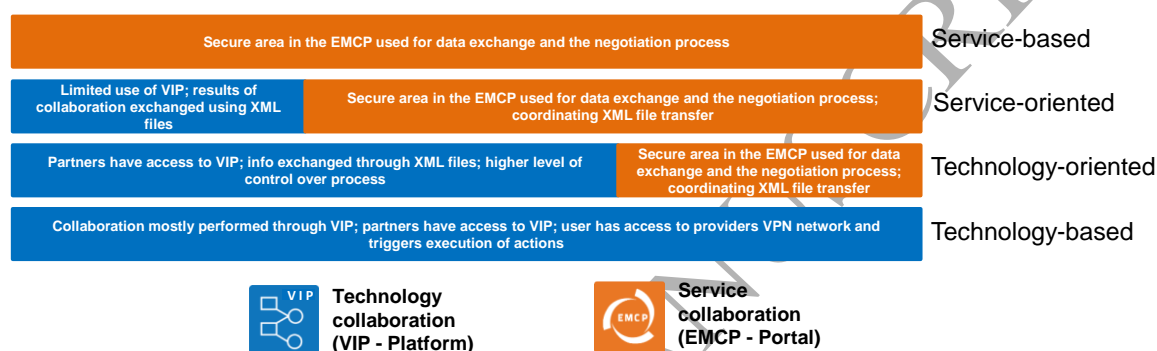 Secure area in the EMCP used for data exchange and the negotiation process
Service-based
Limited use of VIP; results of
collaboration exchanged using XML
files
Secure area in the EMCP used for data exchange and the negotiation process;
coordinating XML file transfer
Service-oriented
Partners have access to VIP; info exchanged through XML files; higher level of
control over process
Secure area in the EMCP used for data
exchange and the negotiation process;
coordinating XML file transfer
Technology-oriented
Collaboration mostly performed through VIP; partners have access to VIP; user has access to providers VPN network and
triggers execution of actions
Technology-based
VIP
Technology
collaboration
(VIP - Platform)
EMCP
Service
collaboration
(EMCP - Portal)